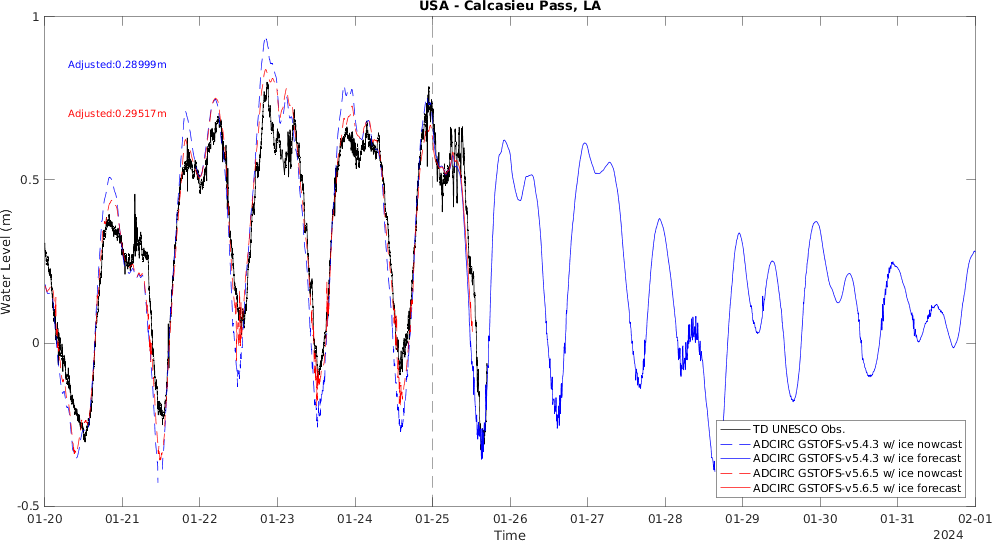 USA - Calcasieu Pass, LA
1
Adjusted:0.28999m
Adjusted:0.29517m
0.5
Water Level (m)
0
-0.5
TD UNESCO Obs.
ADCIRC GSTOFS-v5.4.3 w/ ice nowcast
ADCIRC GSTOFS-v5.4.3 w/ ice forecast
ADCIRC GSTOFS-v5.6.5 w/ ice nowcast
ADCIRC GSTOFS-v5.6.5 w/ ice forecast
01-20 01-21 01-22 01-23 01-24 01-25 01-26 01-27 01-28 01-29 01-30 01-31 02-01
Time
2024